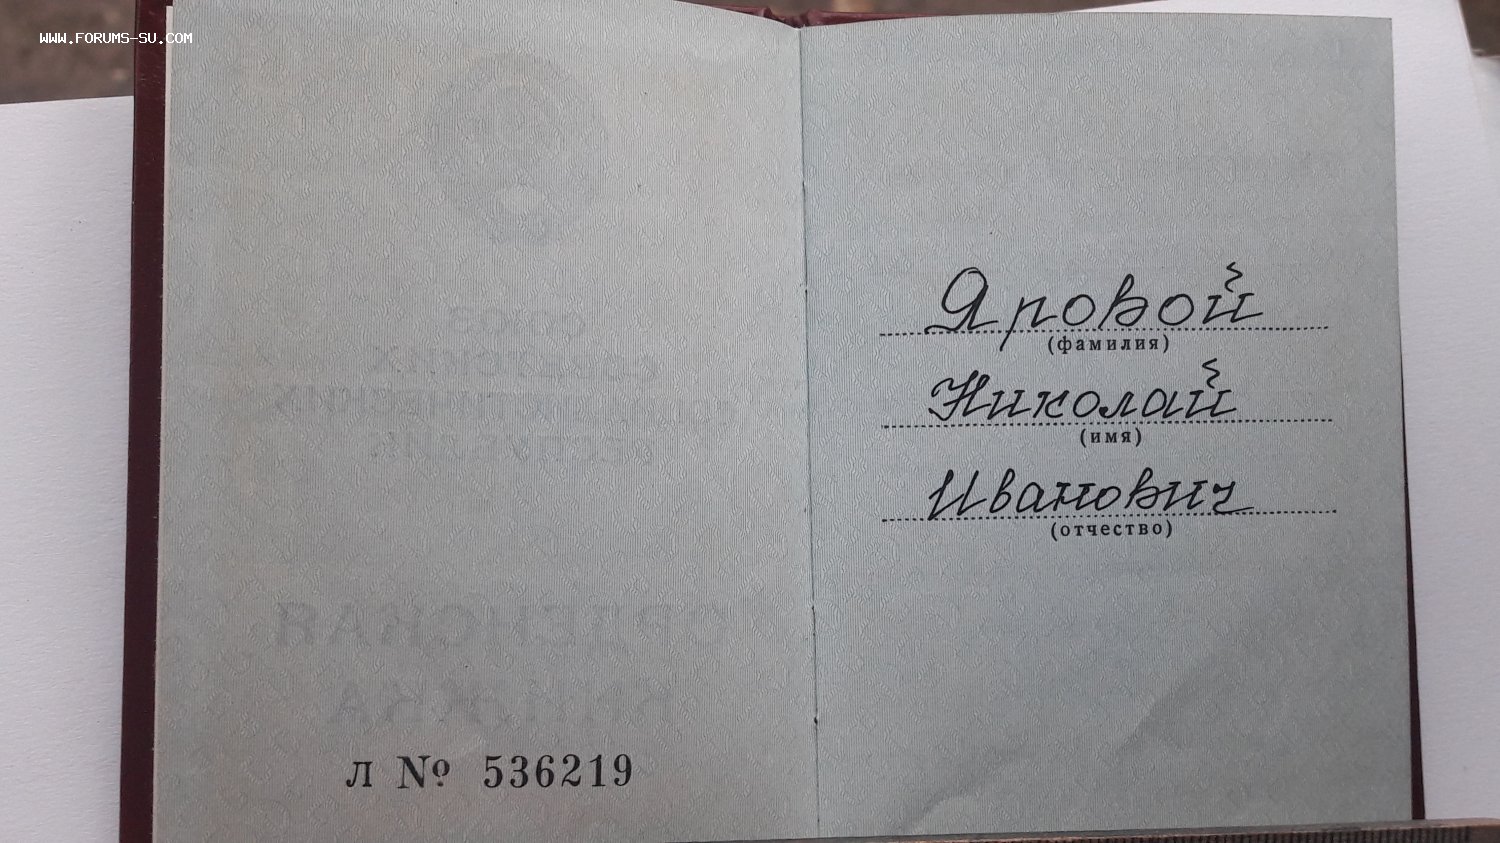 WWW.FORUMS-SU.COM
л № 536219
Яровой
(фамилия)
Николай
(имя)
Иванович
(отчество)